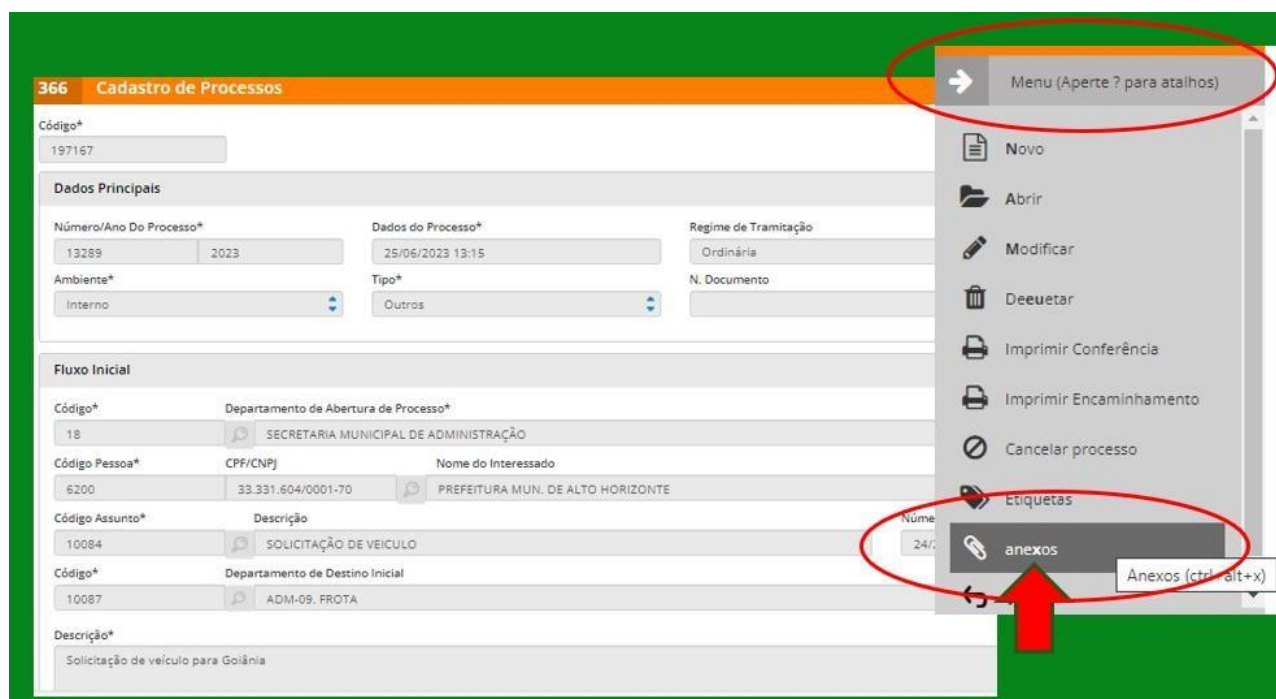 366 Cadastro de Processos
Código*
197167
Dados Principais
Número/Ano Do Processo* Dados do Processo* Regime de Tramitação
13289 2023 25/06/2023 13:15 Ordinária
Ambiente* Tipo* N. Documento
Interno Outros
Fluxo Inicial
Código* Departamento de Abertura de Processo*
18 SECRETARIA MUNICIPAL DE ADMINISTRAÇÃO
Código Pessoa* CPF/CNPJ Nome do Interessado
6200 33.331.604/0001-70 PREFEITURA MUN. DE ALTO HORIZONTE
Código Assunto* Descrição
10084 SOLICITAÇÃO DE VEICULO
Código* Departamento de Destino Inicial
10087 ADM-09. FROTA
Descrição*
Solicitação de veículo para Goiânia
Menu (Aperte ? para atalhos)
Novo
Abrir
Modificar
Deeuetar
Imprimir Conferência
Imprimir Encaminhamento
Cancelar processo
Etiquetas
anexos
Anexos (ctrl+alt+x)